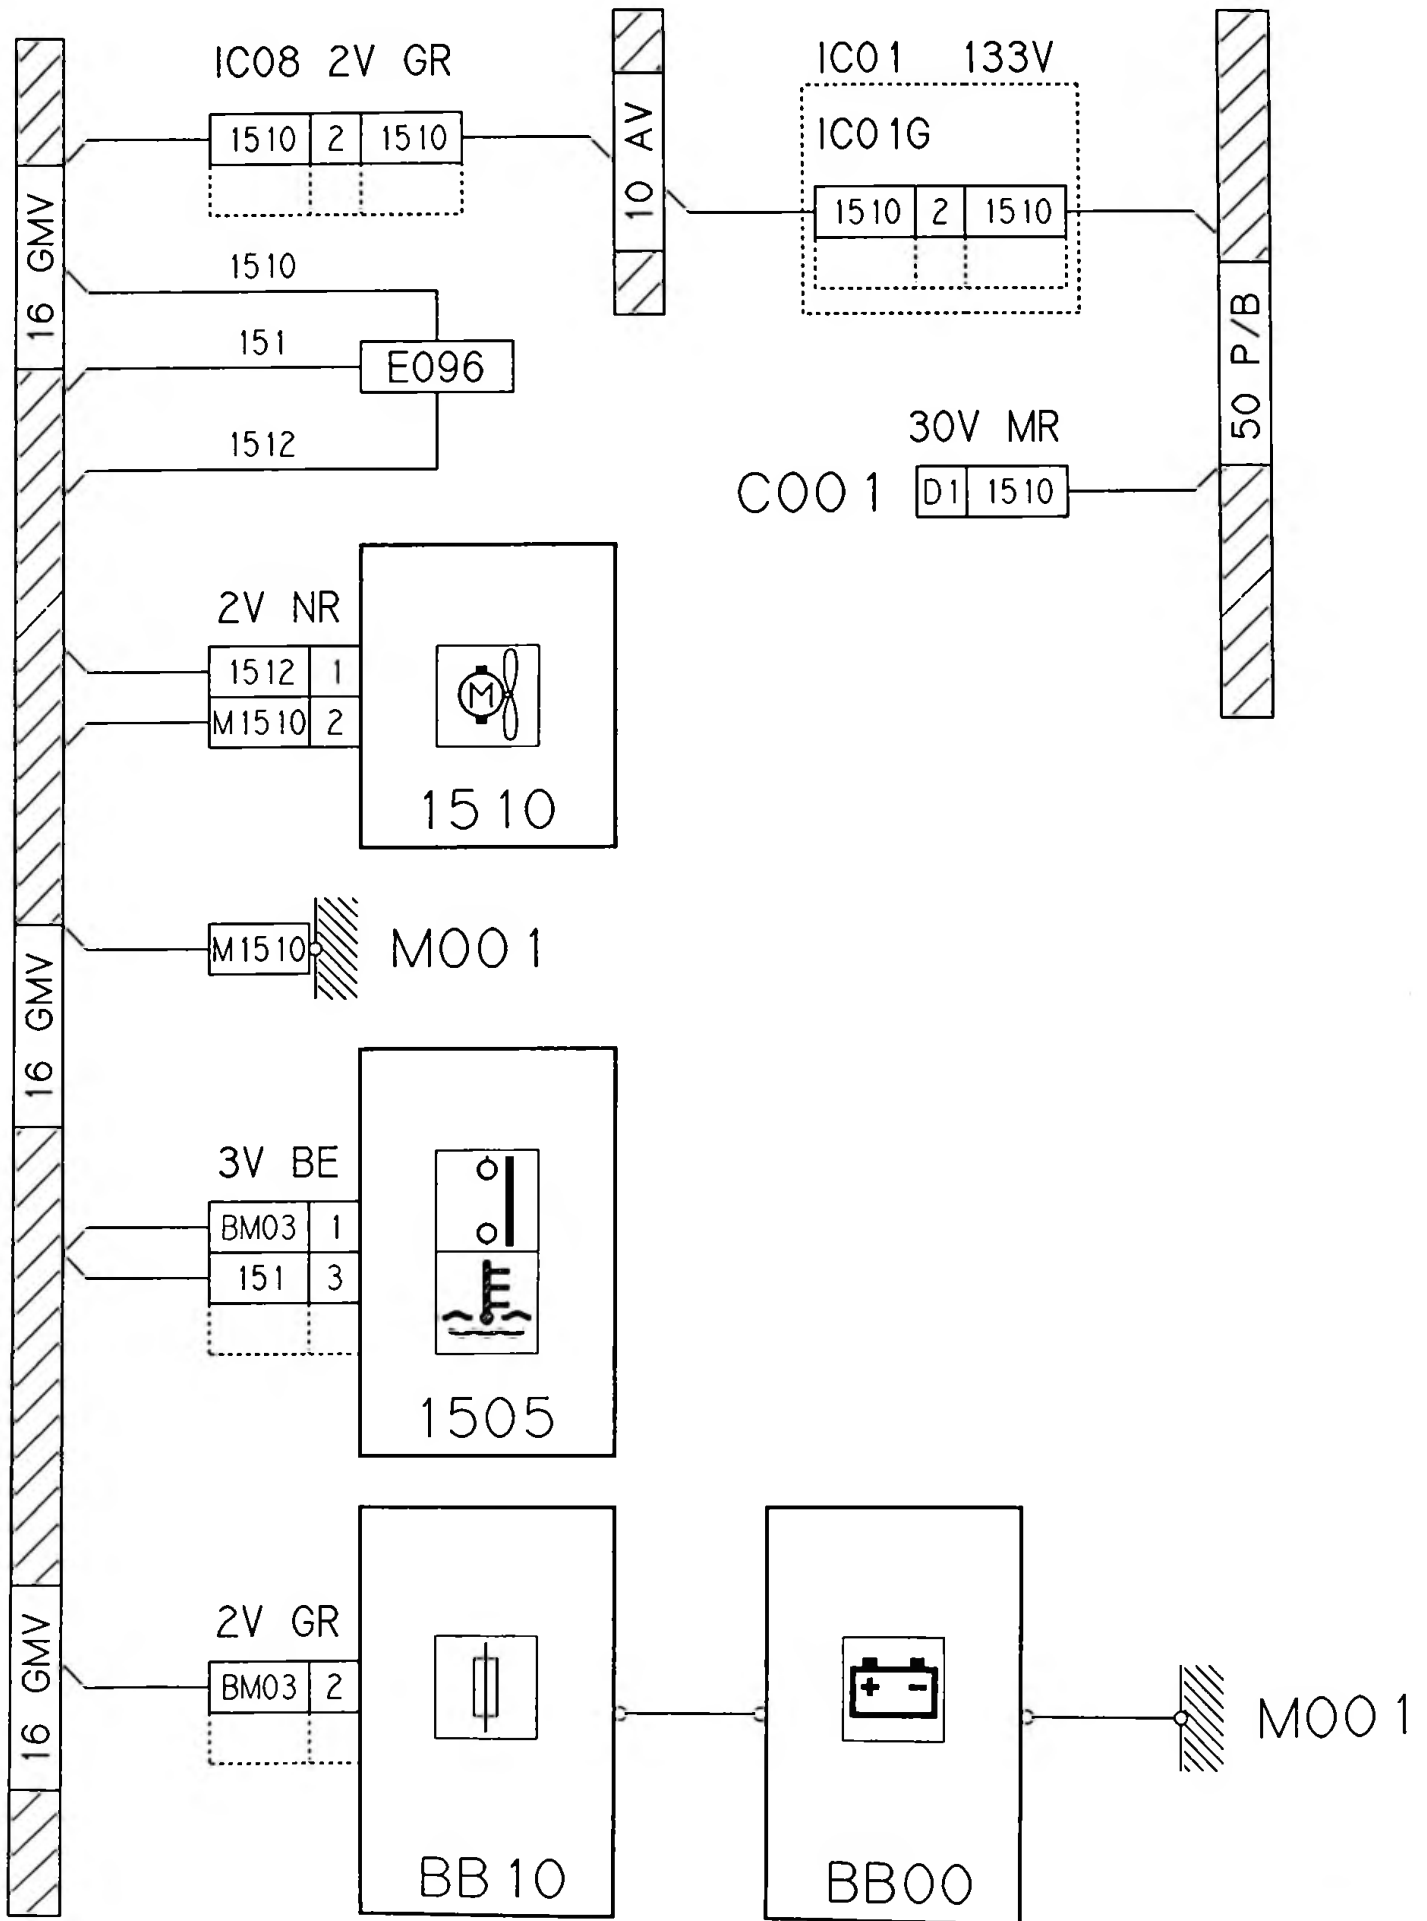 IC08 2V GR
1510 2 1510
16 GMV
10 AV
IC01 133V
IC01G
1510 2 1510
50 P/B
1510
151
E096
1512
30V MR
C001 D1 1510
2V NR
1512 1
M1510 2
M
1510
M1510 M001
16 GMV
3V BE
BM03 1
151 3
1505
16 GMV
2V GR
BM03 2
+ -
M001
BB10
BB00